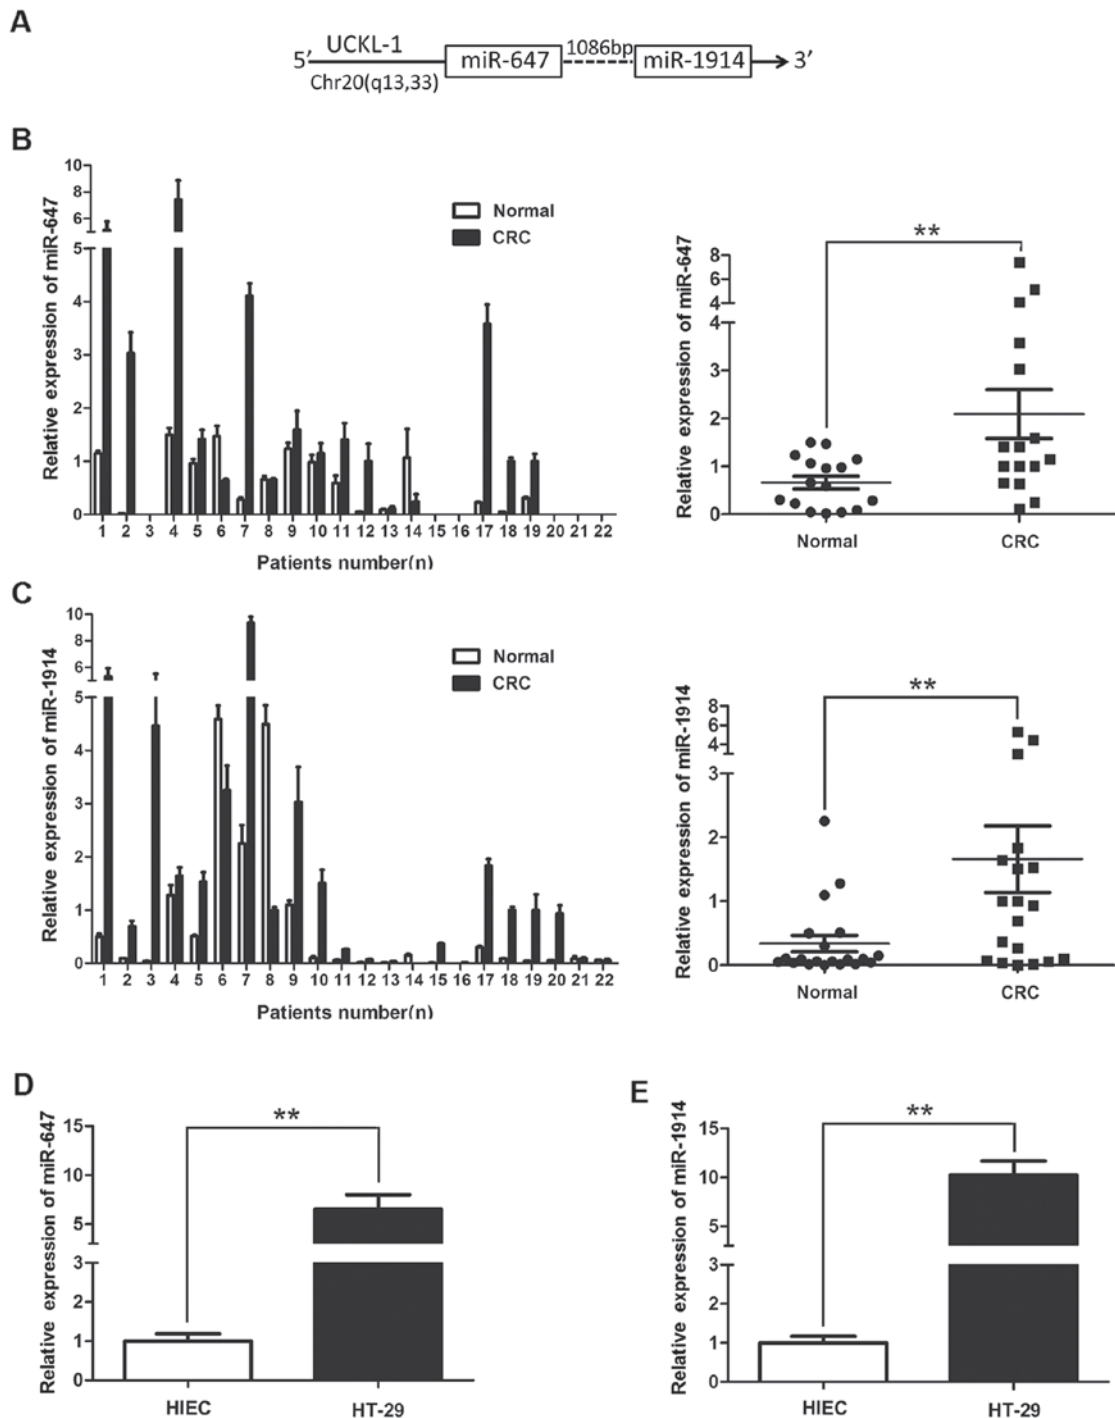 A
5′ UCKL-1 miR-647 1086bp miR-1914 3′
Chr20(q13,33)
B
Relative expression of miR-647
10
8
6
5
4
3
2
1
0
Normal
CRC
1 2 3 4 5 6 7 8 9 10 11 12 13 14 15 16 17 18 19 20 21 22
Patients number(n)
Relative expression of miR-647
**
8
6
4
4
3
2
1
0
Normal CRC
C
Relative expression of miR-1914
10
8
6
5
4
3
2
1
0
Normal
CRC
1 2 3 4 5 6 7 8 9 10 11 12 13 14 15 16 17 18 19 20 21 22
Patients number(n)
Relative expression of miR-1914
**
8
6
4
3
2
1
0
Normal CRC
D
Relative expression of miR-647
**
15
10
5
3
2
1
0
HIEC HT-29
E
Relative expression of miR-1914
**
15
10
5
3
2
1
0
HIEC HT-29